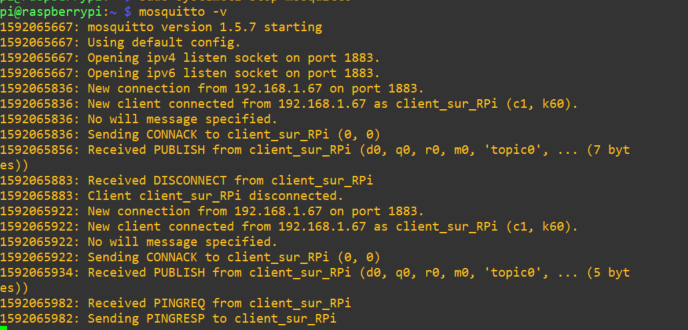 pi@raspberrypi:~ $ mosquitto -v
1592065667: mosquitto version 1.5.7 starting
1592065667: Using default config.
1592065667: Opening ipv4 listen socket on port 1883.
1592065667: Opening ipv6 listen socket on port 1883.
1592065836: New connection from 192.168.1.67 on port 1883.
1592065836: New client connected from 192.168.1.67 as client_sur_RPi (c1, k60).
1592065836: No will message specified.
1592065836: Sending CONNACK to client_sur_RPi (0, 0)
1592065856: Received PUBLISH from client_sur_RPi (d0, q0, r0, m0, 'topic0', ... (7 byt
es))
1592065883: Received DISCONNECT from client_sur_RPi
1592065883: Client client_sur_RPi disconnected.
1592065922: New connection from 192.168.1.67 on port 1883.
1592065922: New client connected from 192.168.1.67 as client_sur_RPi (c1, k60).
1592065922: No will message specified.
1592065922: Sending CONNACK to client_sur_RPi (0, 0)
1592065934: Received PUBLISH from client_sur_RPi (d0, q0, r0, m0, 'topic0', ... (5 byt
es))
1592065982: Received PINGREQ from client_sur_RPi
1592065982: Sending PINGRESP to client_sur_RPi